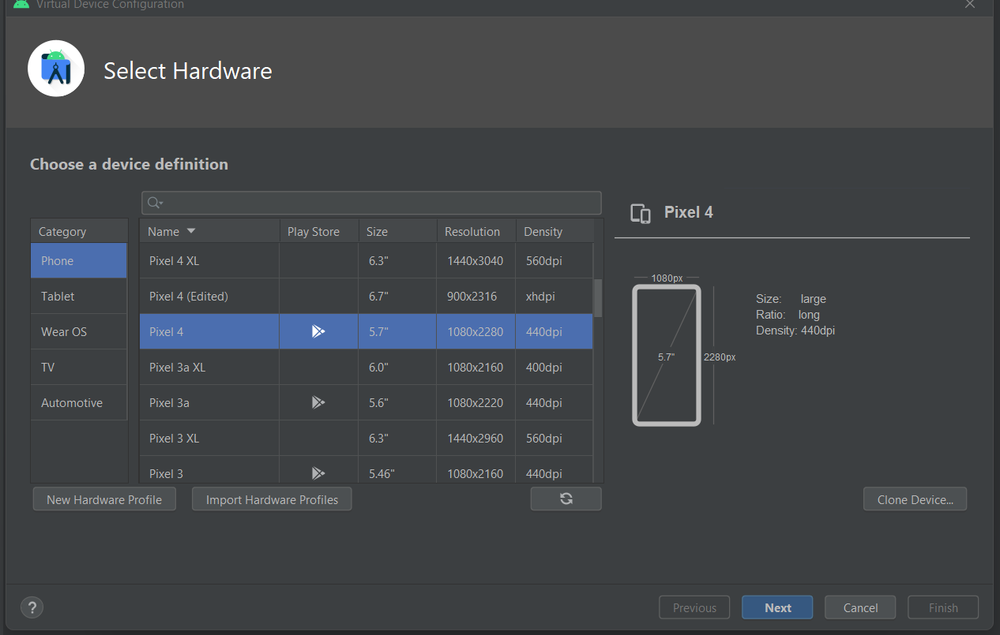 Virtual Device Configuration
Select Hardware
Choose a device definition
Category
Phone
Tablet
Wear OS
TV
Automotive
Name Play Store Size Resolution Density
Pixel 4 XL 6.3" 1440x3040 560dpi
Pixel 4 (Edited) 6.7" 900x2316 xhdpi
Pixel 4 5.7" 1080x2280 440dpi
Pixel 3a XL 6.0" 1080x2160 400dpi
Pixel 3a 5.6" 1080x2220 440dpi
Pixel 3 XL 6.3" 1440x2960 560dpi
Pixel 3 5.46" 1080x2160 440dpi
New Hardware Profile Import Hardware Profiles
Pixel 4
1080px
5.7"
2280px
Size: large
Ratio: long
Density: 440dpi
Clone Device...
? Previous Next Cancel Finish